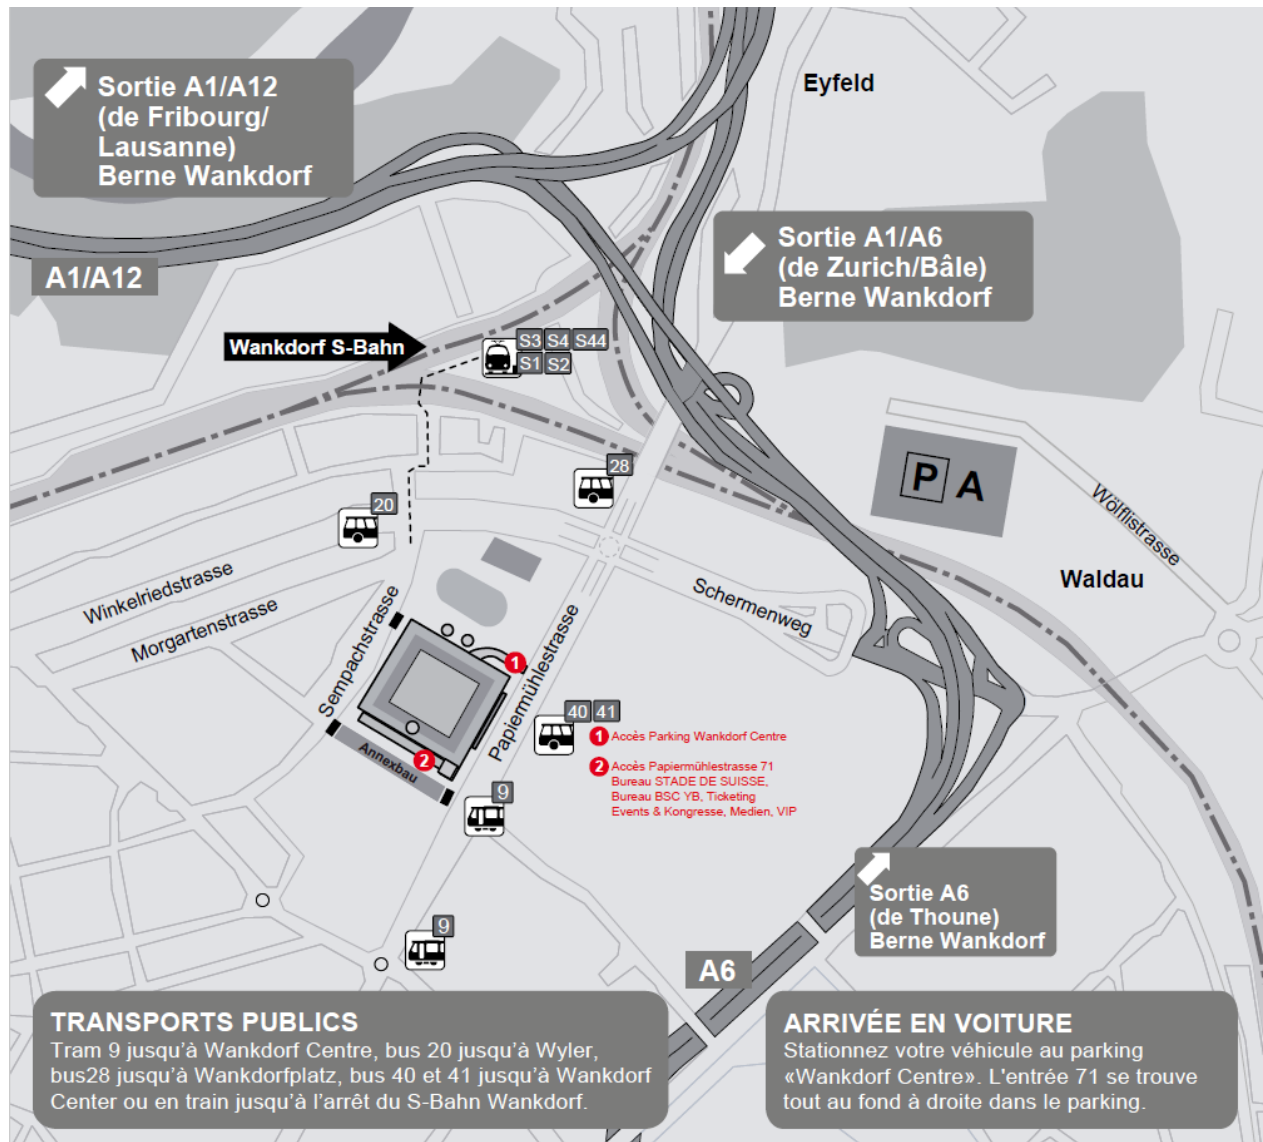 Sortie A1/A12
(de Fribourg/
Lausanne)
Berne Wankdorf
Eyfeld
Sortie A1/A6
(de Zurich/Bâle)
Berne Wankdorf
A1/A12
Wankdorf S-Bahn
S3 S4 S44
S1 S2
28
20
P A
Wölflistrasse
Waldau
Winkelriedstrasse
Morgartenstrasse
Sempachstrasse
Papiermühlestrasse
Schermenweg
1
2
Annexbau
40 41
1 Accès Parking Wankdorf Centre
2 Accès Papiermühlestrasse 71
Bureau STADE DE SUISSE,
Bureau BSC YB, Ticketing
Events & Kongresse, Medien, VIP
9
9
Sortie A6
(de Thoune)
Berne Wankdorf
A6
TRANSPORTS PUBLICS
Tram 9 jusqu'à Wankdorf Centre, bus 20 jusqu'à Wyler,
bus28 jusqu'à Wankdorfplatz, bus 40 et 41 jusqu'à Wankdorf
Center ou en train jusqu'à l'arrêt du S-Bahn Wankdorf.
ARRIVÉE EN VOITURE
Stationnez votre véhicule au parking
«Wankdorf Centre». L'entrée 71 se trouve
tout au fond à droite dans le parking.